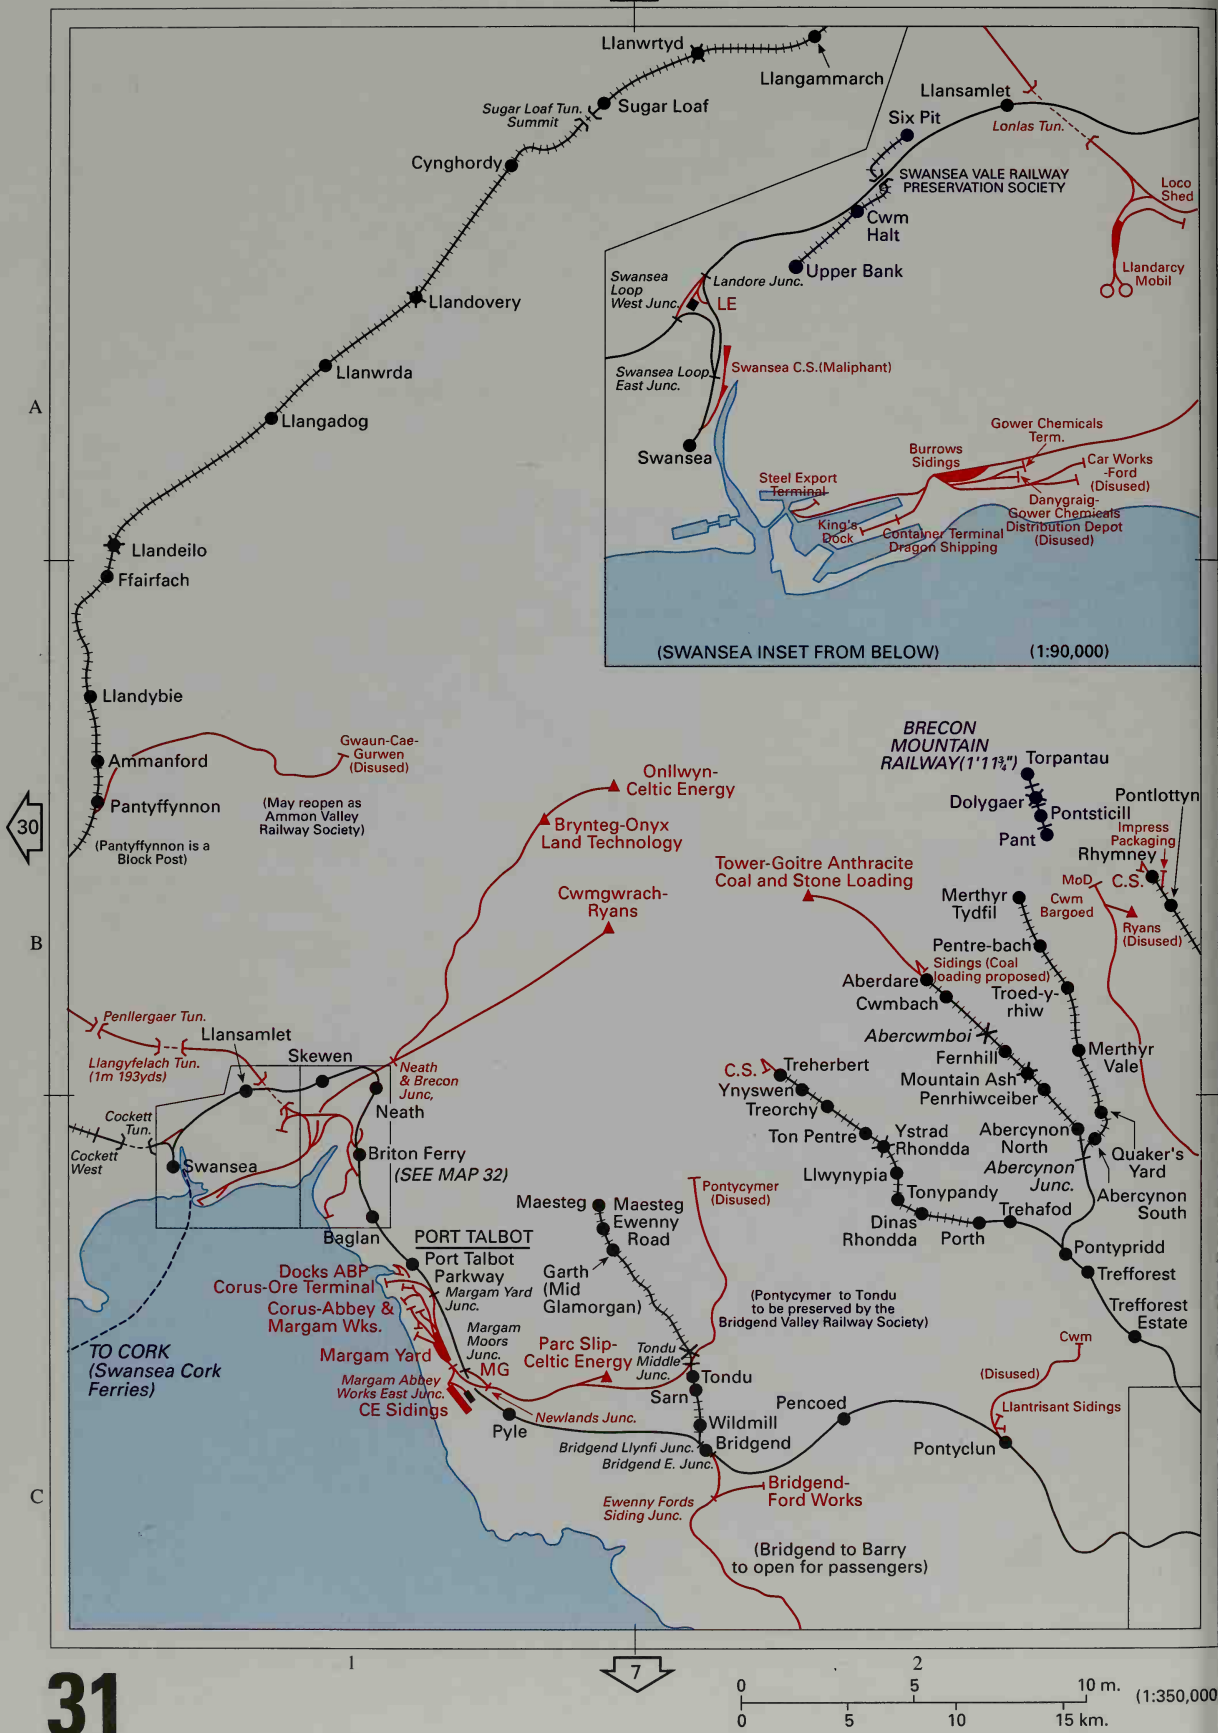 Llanwrtyd
Llangammarch
Sugar Loaf Tun.
Summit
Sugar Loaf
Cynghordy
Llandovery
Llanwrda
Llangadog
Llandeilo
Ffairfach
Llandybie
Ammanford
Pantyffynnon
(Pantyffynnon is a
Block Post)
Gwaun-Cae-
Gurwen
(Disused)
(May reopen as
Ammon Valley
Railway Society)
30
A
B
C
Llansamlet
Six Pit
Lonlas Tun.
SWANSEA VALE RAILWAY
PRESERVATION SOCIETY
Loco
Shed
Cwm
Halt
Upper Bank
Llandarcy
Mobil
Swansea
Loop
West Junc.
Landore Junc.
LE
Swansea Loop
East Junc.
Swansea C.S.(Maliphant)
Swansea
Gower Chemicals
Term.
Burrows
Sidings
Car Works
-Ford
(Disused)
Steel Export
Terminal
Danygraig-
Gower Chemicals
Distribution Depot
(Disused)
King's
Dock
Container Terminal
Dragon Shipping
(SWANSEA INSET FROM BELOW)
(1:90,000)
BRECON
MOUNTAIN
RAILWAY(1'11¾")
Torpantau
Dolygaer
Pontsticill
Pant
Pontlottyn
Impress
Packaging
Rhymney
C.S.
MoD
Cwm
Bargoed
Ryans
(Disused)
Onllwyn-
Celtic Energy
Brynteg-Onyx
Land Technology
Cwmgwrach-
Ryans
Tower-Goitre Anthracite
Coal and Stone Loading
Merthyr
Tydfil
Pentre-bach
Sidings (Coal
loading proposed)
Aberdare
Cwmbach
Troed-y-
rhiw
Abercwmboi
Fernhill
Merthyr
Vale
Mountain Ash
Penrhiwceiber
C.S.
Treherbert
Ynyswen
Treorchy
Ton Pentre
Ystrad
Rhondda
Abercynon
North
Quaker's
Yard
Abercynon
Junc.
Abercynon
South
Llwynypia
Tonypandy
Dinas
Rhondda
Porth
Trehafod
Pontypridd
Trefforest
Trefforest
Estate
Penllergaer Tun.
Llansamlet
Llangyfelach Tun.
(1m 193yds)
Skewen
Neath
& Brecon
Junc,
Neath
Cockett
Tun.
Cockett
West
Swansea
Briton Ferry
(SEE MAP 32)
Baglan
PORT TALBOT
Port Talbot
Parkway
Docks ABP
Corus-Ore Terminal
Margam Yard
Junc.
Corus-Abbey &
Margam Wks.
Margam
Moors
Junc.
Margam Yard
MG
Margam Abbey
Works East Junc.
CE Sidings
TO CORK
(Swansea Cork
Ferries)
Pyle
Newlands Junc.
Parc Slip-
Celtic Energy
Maesteg
Maesteg
Ewenny
Road
Garth
(Mid
Glamorgan)
Pontycymer
(Disused)
(Pontycymer to Tondu
to be preserved by the
Bridgend Valley Railway Society)
Tondu
Middle
Junc.
Tondu
Sarn
Wildmill
Bridgend
Bridgend Llynfi Junc.
Bridgend E. Junc.
Pencoed
Pontyclun
Cwm
(Disused)
Llantrisant Sidings
Ewenny Fords
Siding Junc.
Bridgend-
Ford Works
(Bridgend to Barry
to open for passengers)
31
1
7
2
0 5 10 m.
(1:350,000
0 5 10 15 km.